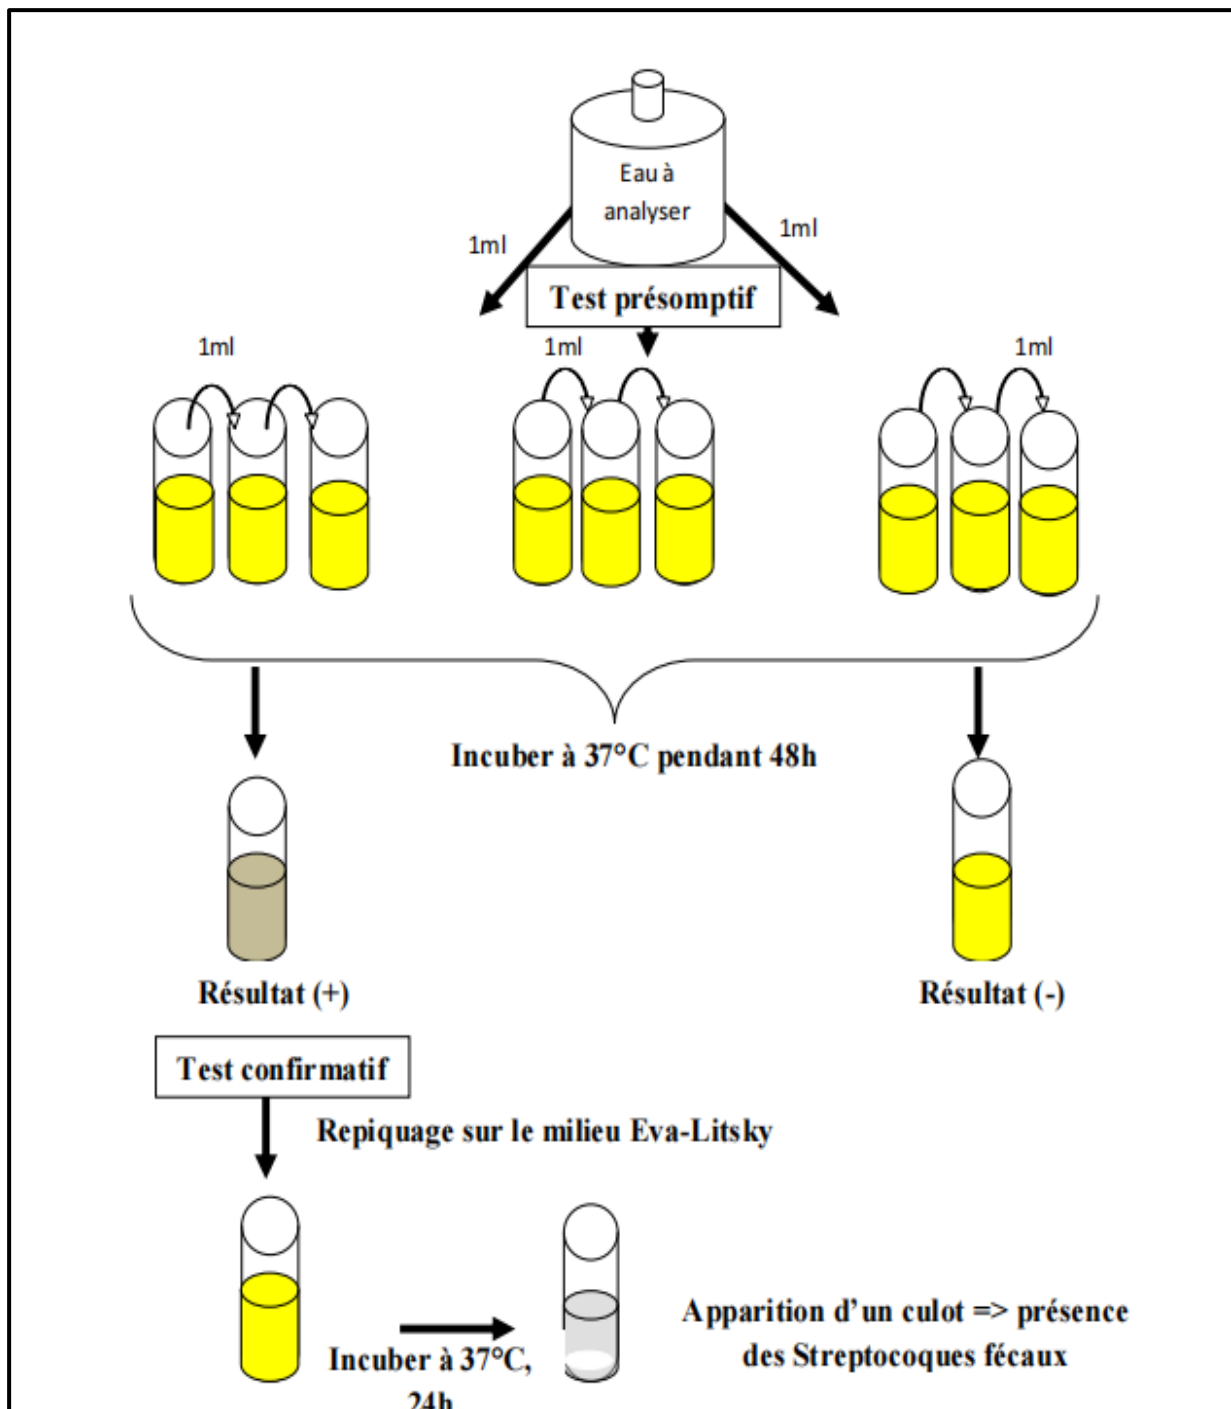 Eau à
analyser
1ml
1ml
Test présomptif
1ml
1ml
1ml
Incuber à 37°C pendant 48h
Résultat (+)
Résultat (-)
Test confirmatif
Repiquage sur le milieu Eva-Litsky
Apparition d’un culot => présence
des Streptocoques fécaux
Incuber à 37°C,
24h